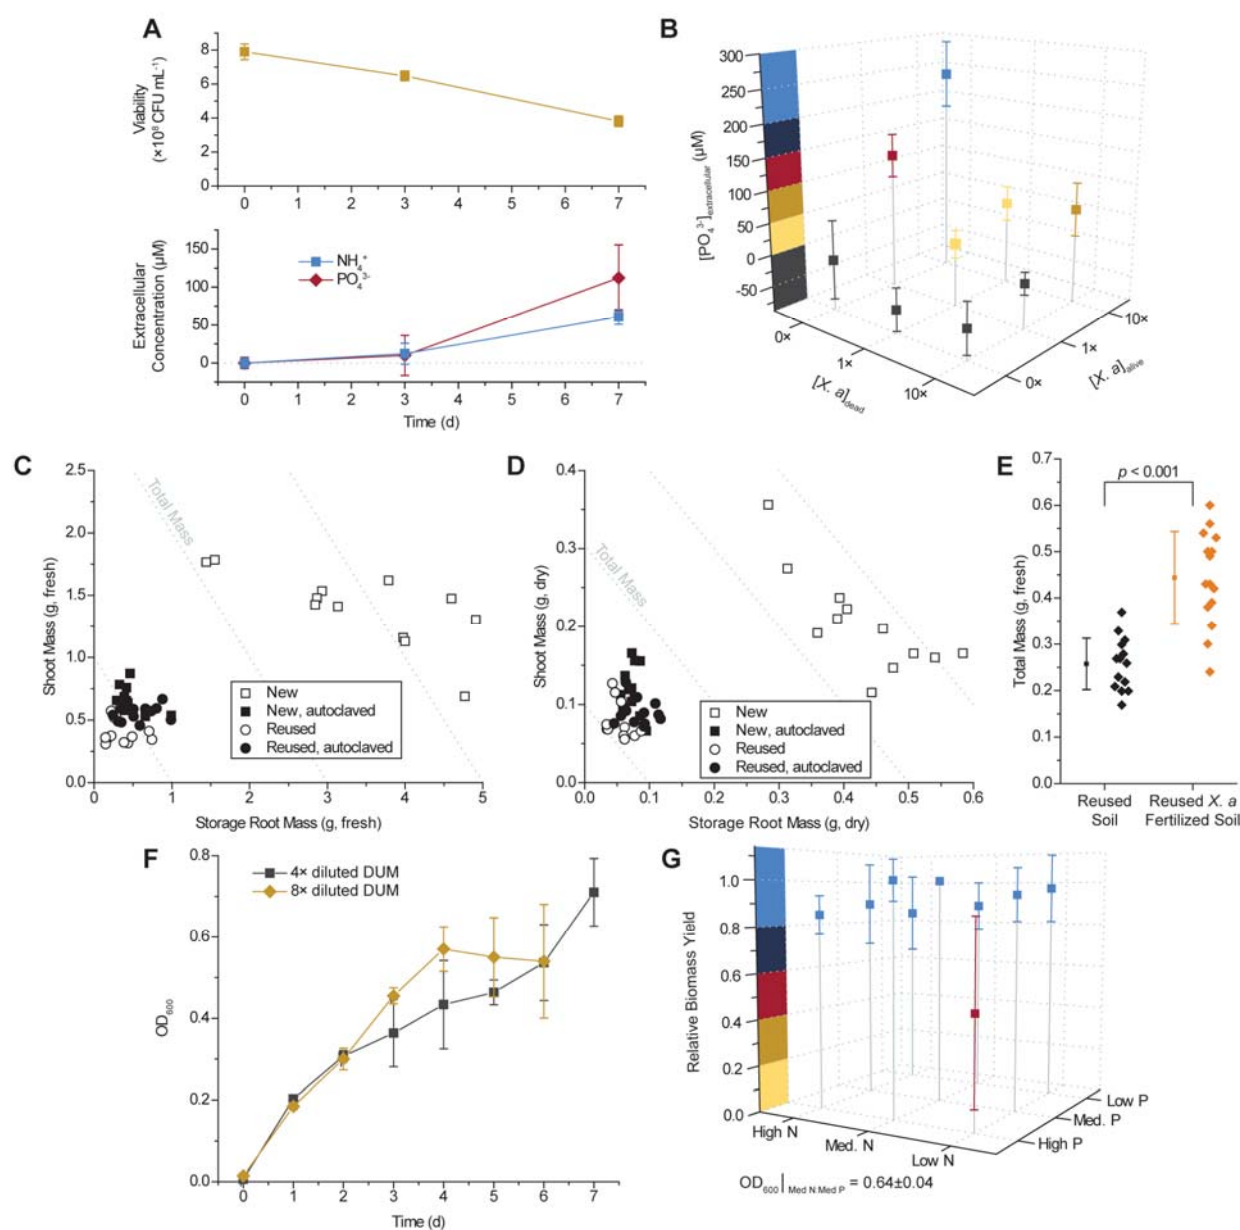 A
8
6
4
2
0
Viability
(×10⁸ CFU mL⁻¹)
0 1 2 3 4 5 6 7
150
100
50
0
Extracellular
Concentration (µM)
NH₄⁺
PO₄³⁻
0 1 2 3 4 5 6 7
Time (d)
B
300
250
200
150
100
50
0
-50
[PO₄³⁻]extracellular (µM)
0×
1×
10×
[X. a]dead
0×
1×
10×
[X. a]alive
C
2.5
2.0
1.5
1.0
0.5
0.0
Shoot Mass (g, fresh)
Total Mass
New
New, autoclaved
Reused
Reused, autoclaved
0 1 2 3 4 5
Storage Root Mass (g, fresh)
D
0.4
0.3
0.2
0.1
0.0
Shoot Mass (g, dry)
Total Mass
New
New, autoclaved
Reused
Reused, autoclaved
0.0 0.1 0.2 0.3 0.4 0.5 0.6
Storage Root Mass (g, dry)
E
0.7
0.6
0.5
0.4
0.3
0.2
0.1
0.0
Total Mass (g, fresh)
p < 0.001
Reused
Soil
Reused X. a
Fertilized Soil
F
0.8
0.6
0.4
0.2
0.0
OD₆₀₀
4× diluted DUM
8× diluted DUM
0 1 2 3 4 5 6 7
Time (d)
G
1.0
0.8
0.6
0.4
0.2
0.0
Relative Biomass Yield
High N
Med. N
Low N
Low P
Med. P
High P
OD₆₀₀|Med N Med P = 0.64±0.04